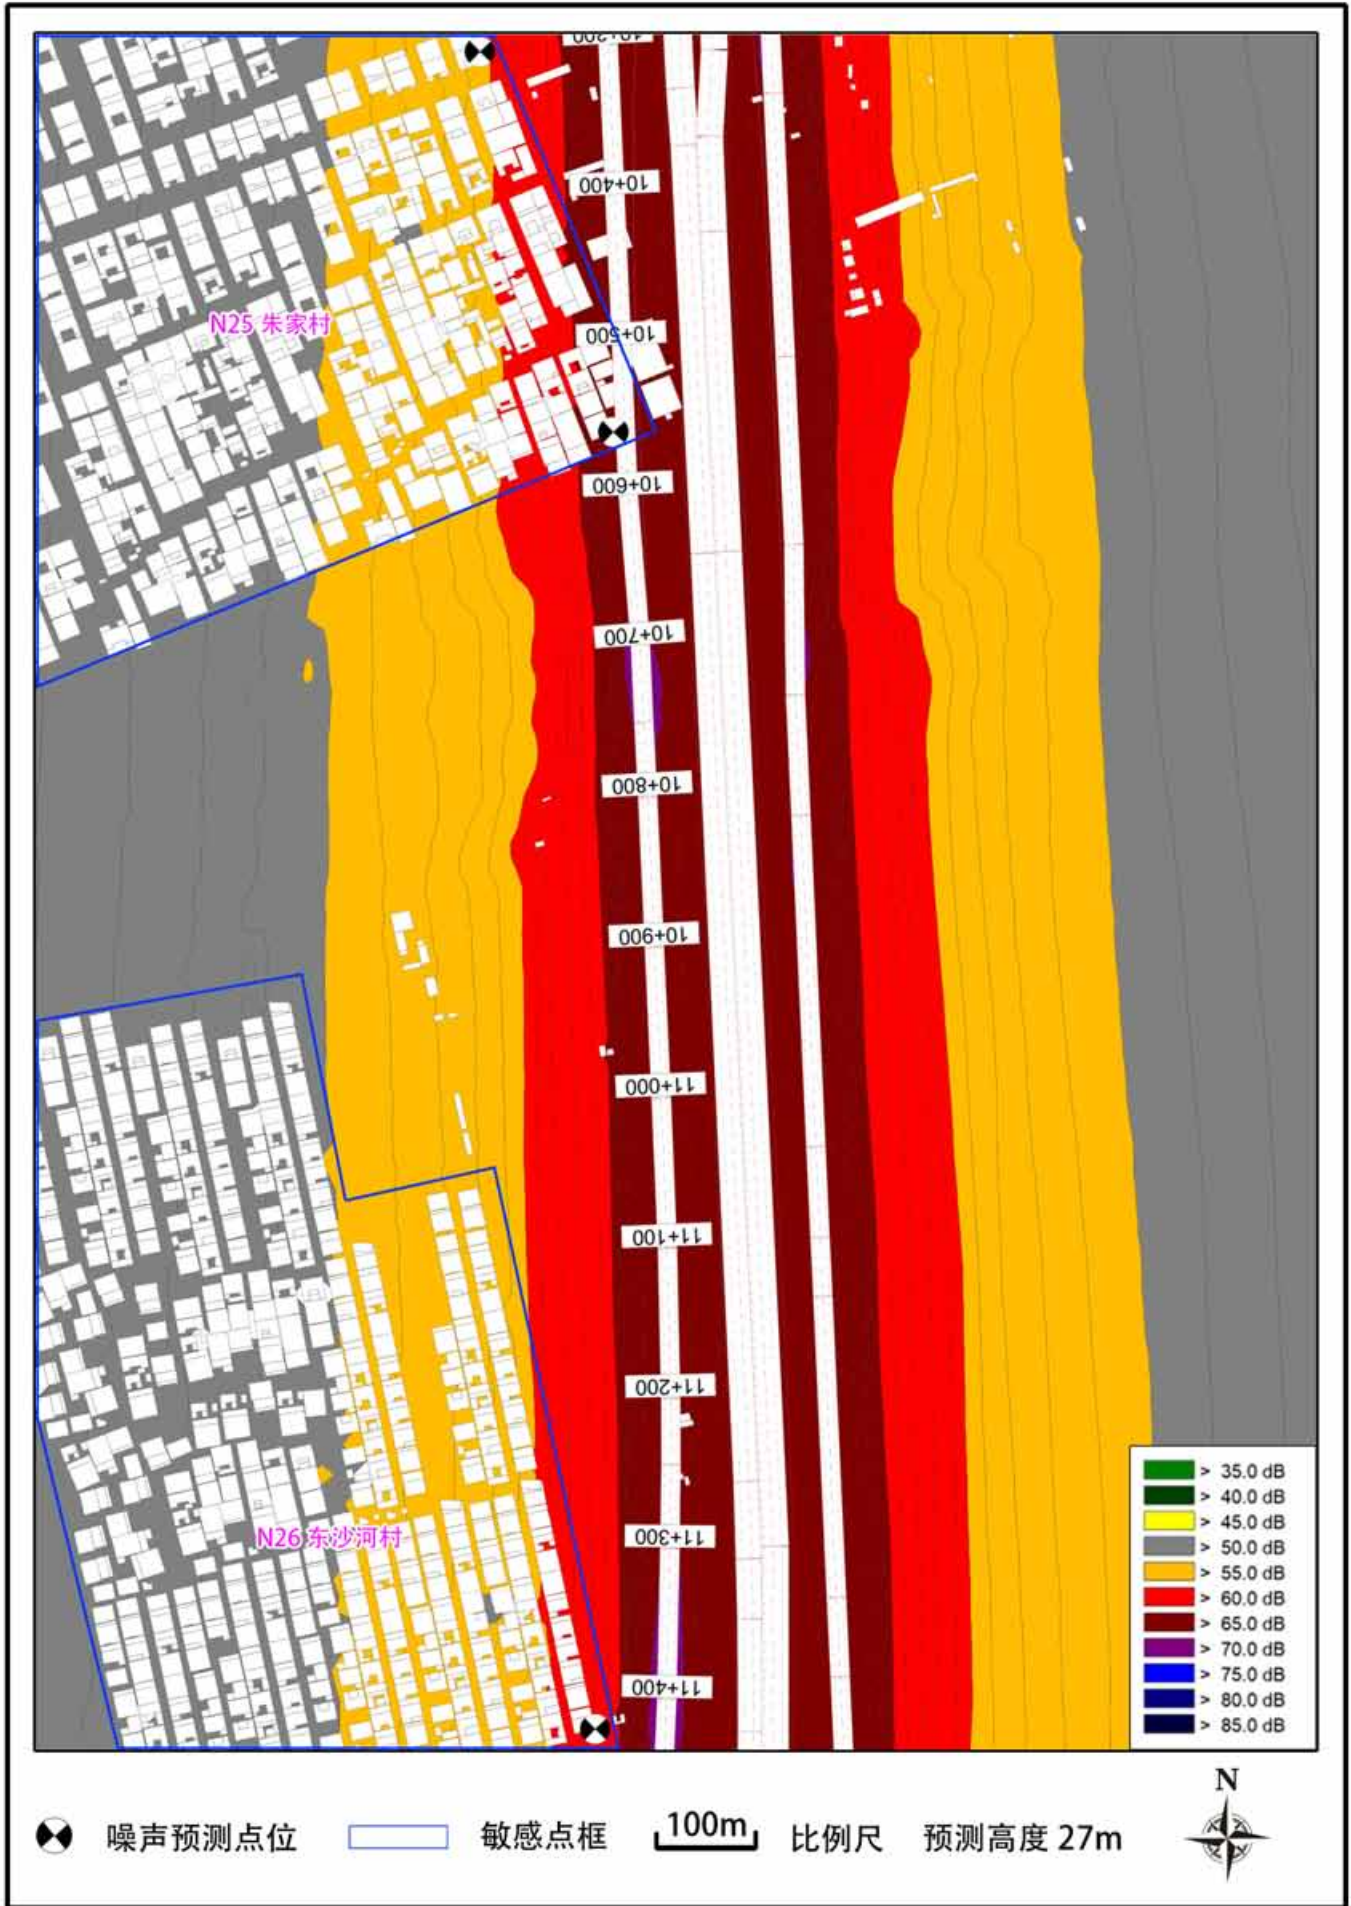 10+200
10+400
N25 朱家村
10+500
10+600
10+700
10+800
10+900
11+000
11+100
11+200
11+300
N26 东沙河村
11+400
> 35.0 dB
> 40.0 dB
> 45.0 dB
> 50.0 dB
> 55.0 dB
> 60.0 dB
> 65.0 dB
> 70.0 dB
> 75.0 dB
> 80.0 dB
> 85.0 dB
N
噪声预测点位 敏感点框 100m 比例尺 预测高度 27m